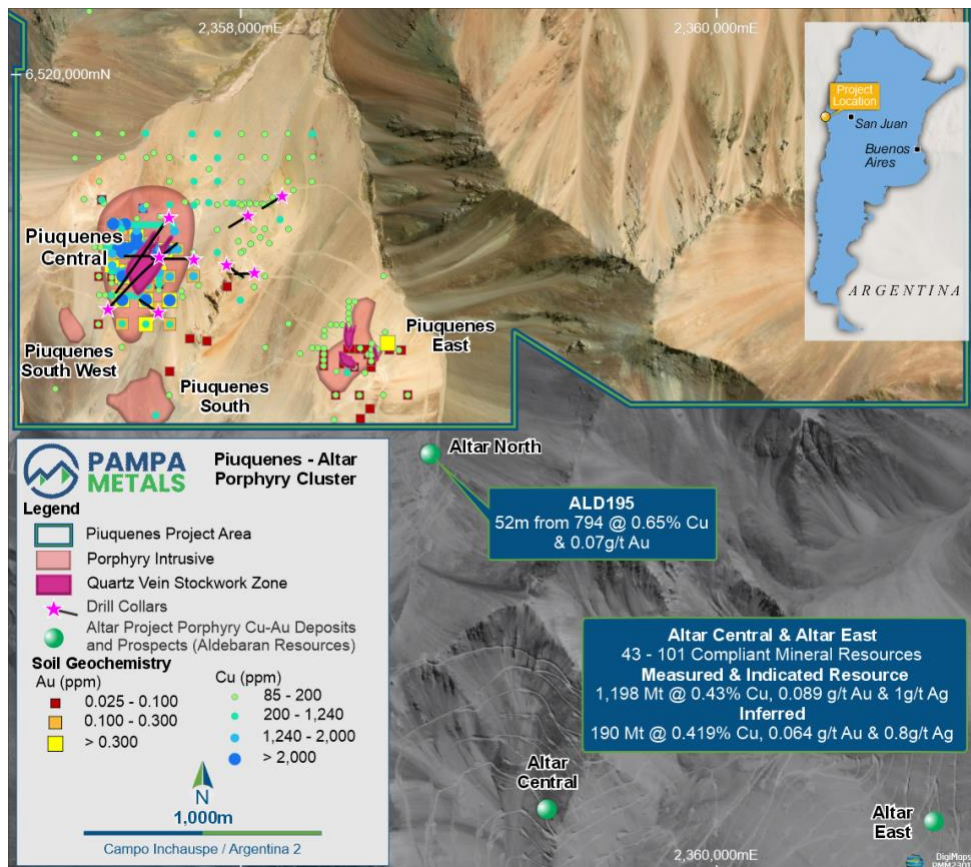 2,358,000mE
2,360,000mE
6,520,000mN
Project
Location
San Juan
Buenos
Aires
ARGENTINA
Piuquenes
Central
Piuquenes
South West
Piuquenes
South
Piuquenes
East
Altar North
ALD195
52m from 794 @ 0.65% Cu
& 0.07g/t Au
PAMPA
METALS
Piuquenes - Altar
Porphyry Cluster
Legend
Piuquenes Project Area
Porphyry Intrusive
Quartz Vein Stockwork Zone
Drill Collars
Altar Project Porphyry Cu-Au Deposits
and Prospects (Aldebaran Resources)
Soil Geochemistry
Au (ppm)
0.025 - 0.100
0.100 - 0.300
> 0.300
Cu (ppm)
85 - 200
200 - 1,240
1,240 - 2,000
> 2,000
N
1,000m
Campo Inchauspe / Argentina 2
Altar Central & Altar East
43 - 101 Compliant Mineral Resources
Measured & Indicated Resource
1,198 Mt @ 0.43% Cu, 0.089 g/t Au & 1g/t Ag
Inferred
190 Mt @ 0.419% Cu, 0.064 g/t Au & 0.8g/t Ag
Altar
Central
Altar
East
2,360,000mE
DigiMaps